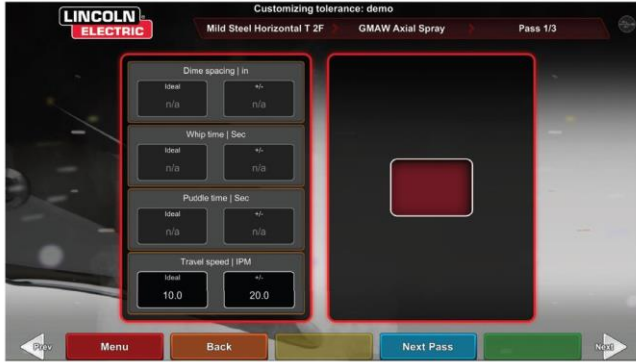 LINCOLN
ELECTRIC
Customizing tolerance: demo
Mild Steel Horizontal T 2F
GMAW Axial Spray
Pass 1/3
Dime spacing | in
Ideal +/-
n/a n/a
Whip time | Sec
Ideal +/-
n/a n/a
Puddle time | Sec
Ideal +/-
n/a n/a
Travel speed | IPM
Ideal +/-
10.0 20.0
Prev Menu Back Next Pass Next